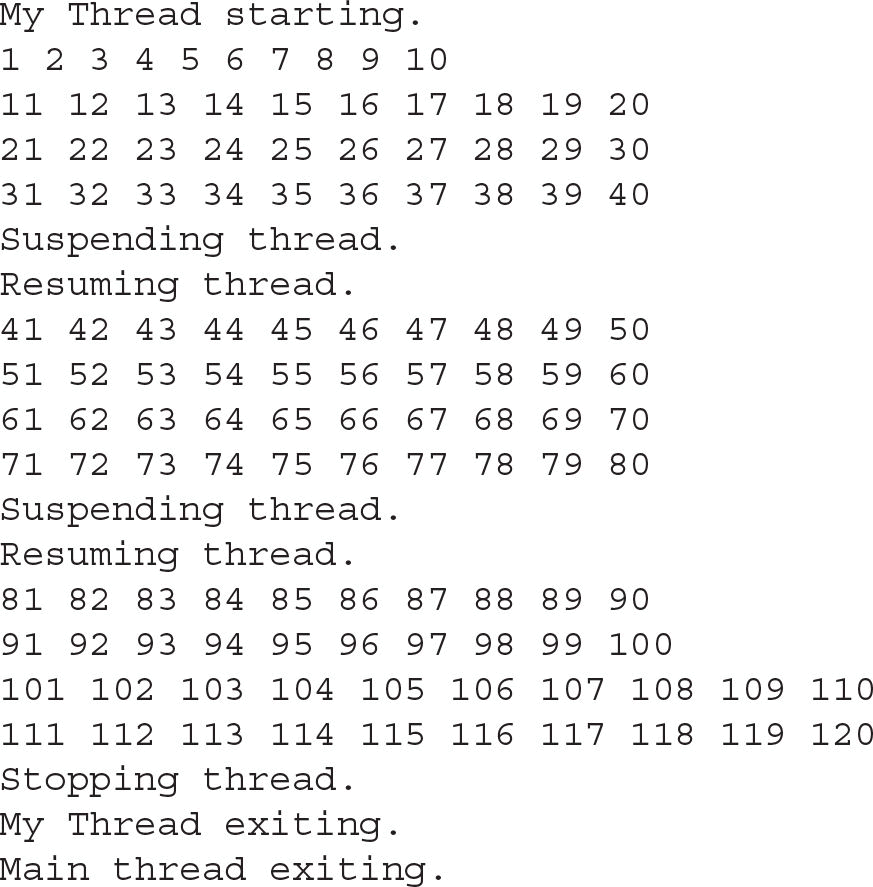 My Thread starting.
1 2 3 4 5 6 7 8 9 10
11 12 13 14 15 16 17 18 19 20
21 22 23 24 25 26 27 28 29 30
31 32 33 34 35 36 37 38 39 40
Suspending thread.
Resuming thread.
41 42 43 44 45 46 47 48 49 50
51 52 53 54 55 56 57 58 59 60
61 62 63 64 65 66 67 68 69 70
71 72 73 74 75 76 77 78 79 80
Suspending thread.
Resuming thread.
81 82 83 84 85 86 87 88 89 90
91 92 93 94 95 96 97 98 99 100
101 102 103 104 105 106 107 108 109 110
111 112 113 114 115 116 117 118 119 120
Stopping thread.
My Thread exiting.
Main thread exiting.